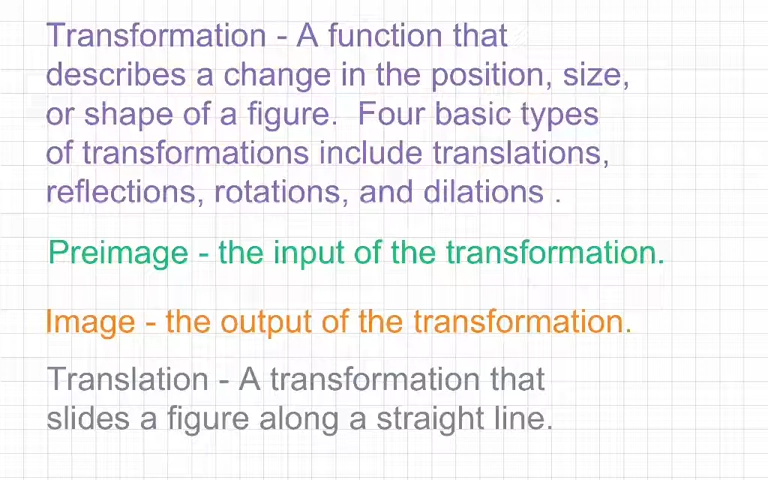 Transformation - A function that
describes a change in the position, size,
or shape of a figure.  Four basic types
of transformations include translations,
reflections, rotations, and dilations .
Preimage - the input of the transformation.
Image - the output of the transformation.
Translation - A transformation that
slides a figure along a straight line.